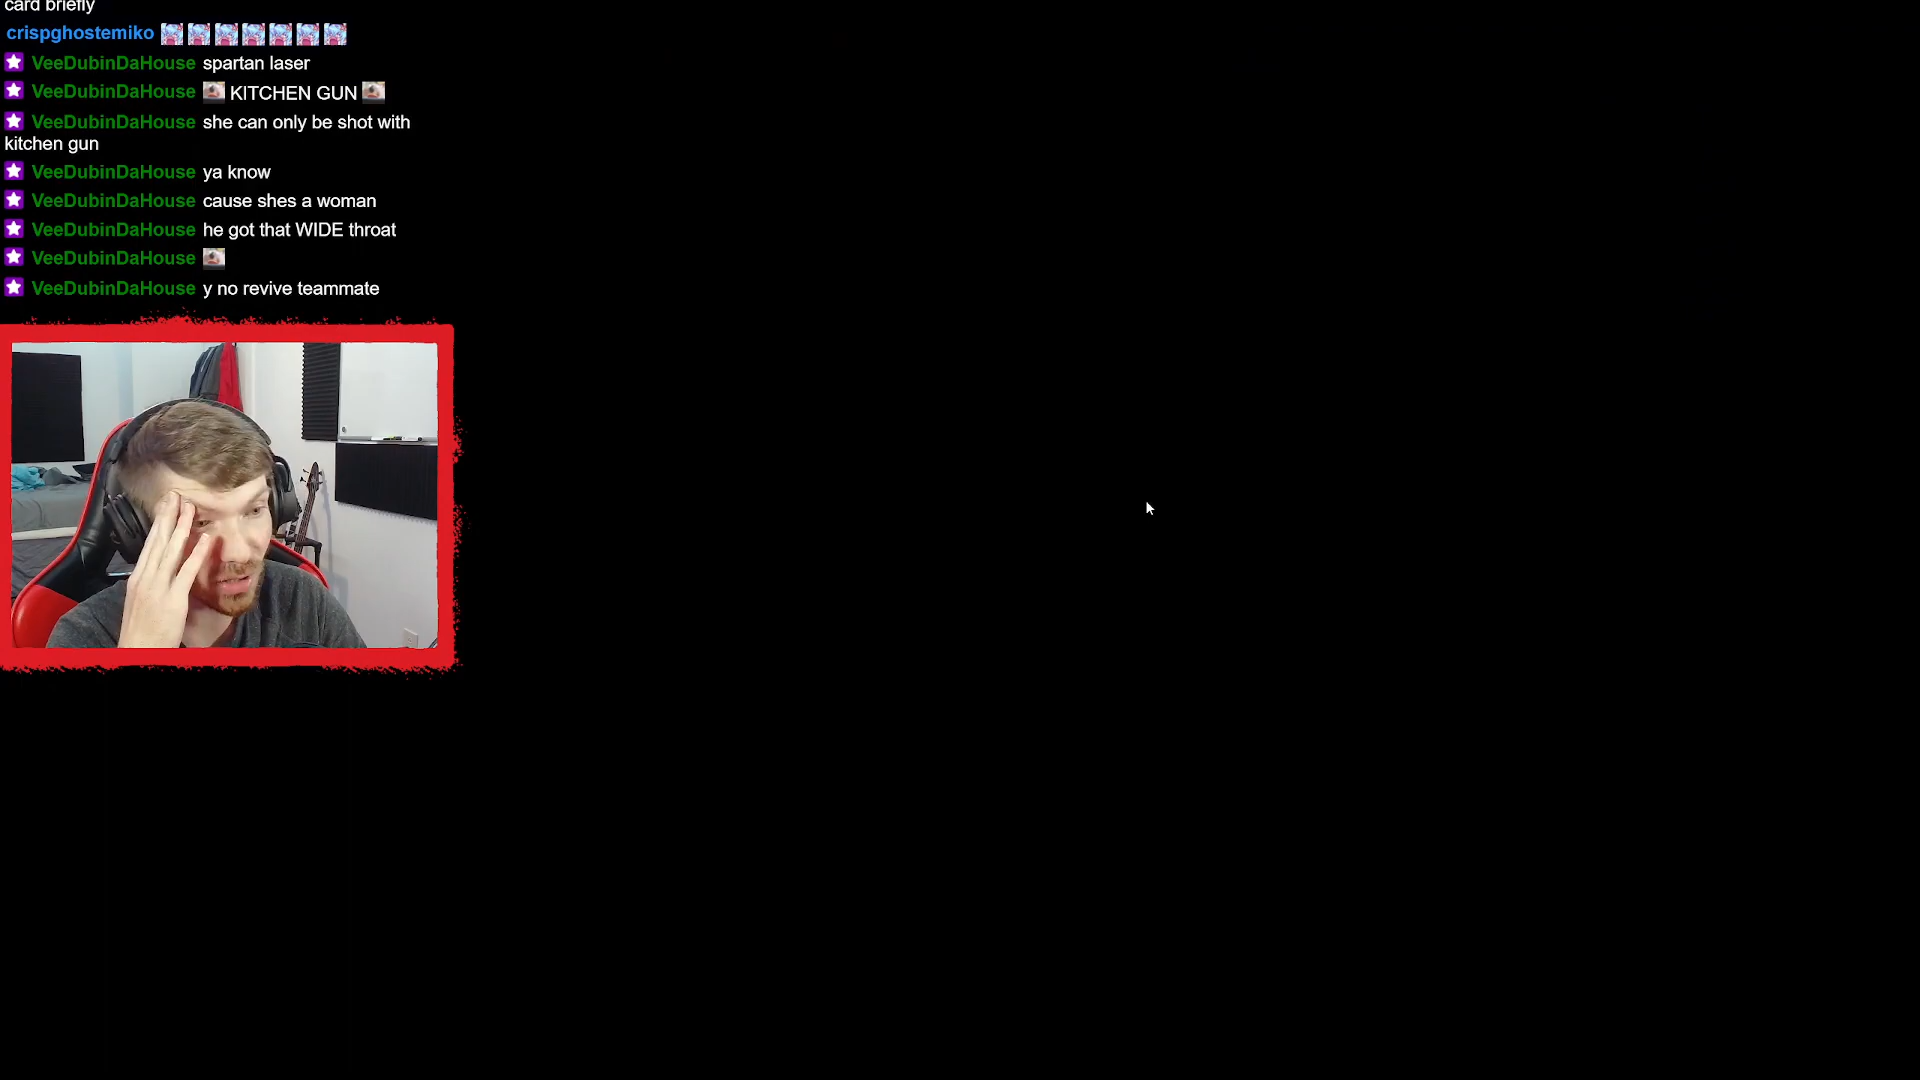 card briefly
crispghostemiko
VeeDubinDaHouse spartan laser
VeeDubinDaHouse KITCHEN GUN
VeeDubinDaHouse she can only be shot with
kitchen gun
VeeDubinDaHouse ya know
VeeDubinDaHouse cause shes a woman
VeeDubinDaHouse he got that WIDE throat
VeeDubinDaHouse
VeeDubinDaHouse y no revive teammate